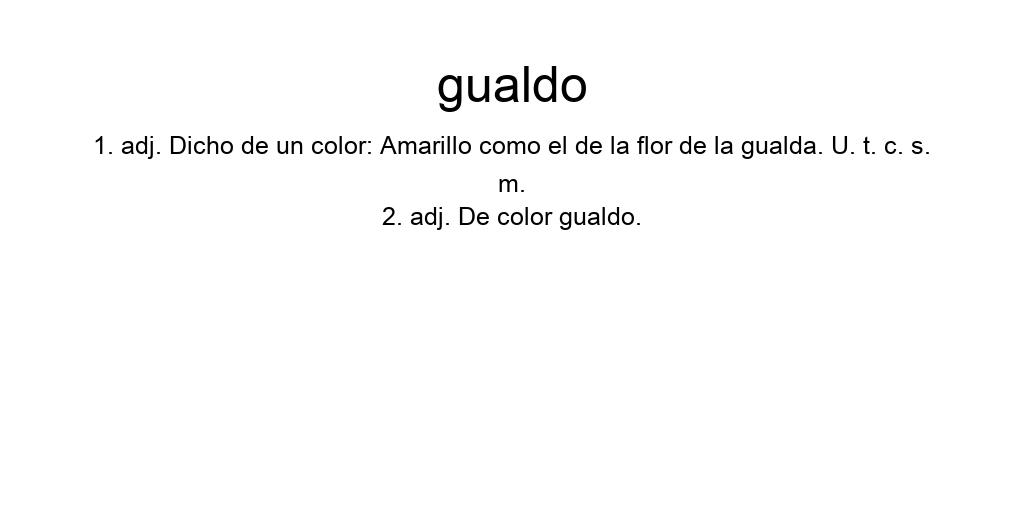 gualdo
1. adj. Dicho de un color: Amarillo como el de la flor de la gualda. U. t. c. s.
m.
2. adj. De color gualdo.